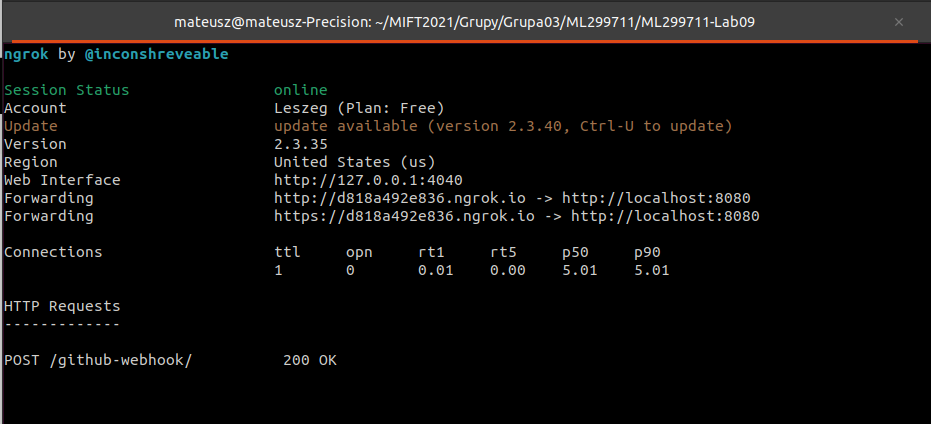 mateusz@mateusz-Precision: ~/MIFT2021/Grupy/Grupa03/ML299711/ML299711-Lab09
ngrok by @inconshreveable
Session Status online
Account Leszeg (Plan: Free)
Update update available (version 2.3.40, Ctrl-U to update)
Version 2.3.35
Region United States (us)
Web Interface http://127.0.0.1:4040
Forwarding http://d818a492e836.ngrok.io -> http://localhost:8080
Forwarding https://d818a492e836.ngrok.io -> http://localhost:8080
Connections ttl opn rt1 rt5 p50 p90
1 0 0.01 0.00 5.01 5.01
HTTP Requests
-------------
POST /github-webhook/ 200 OK